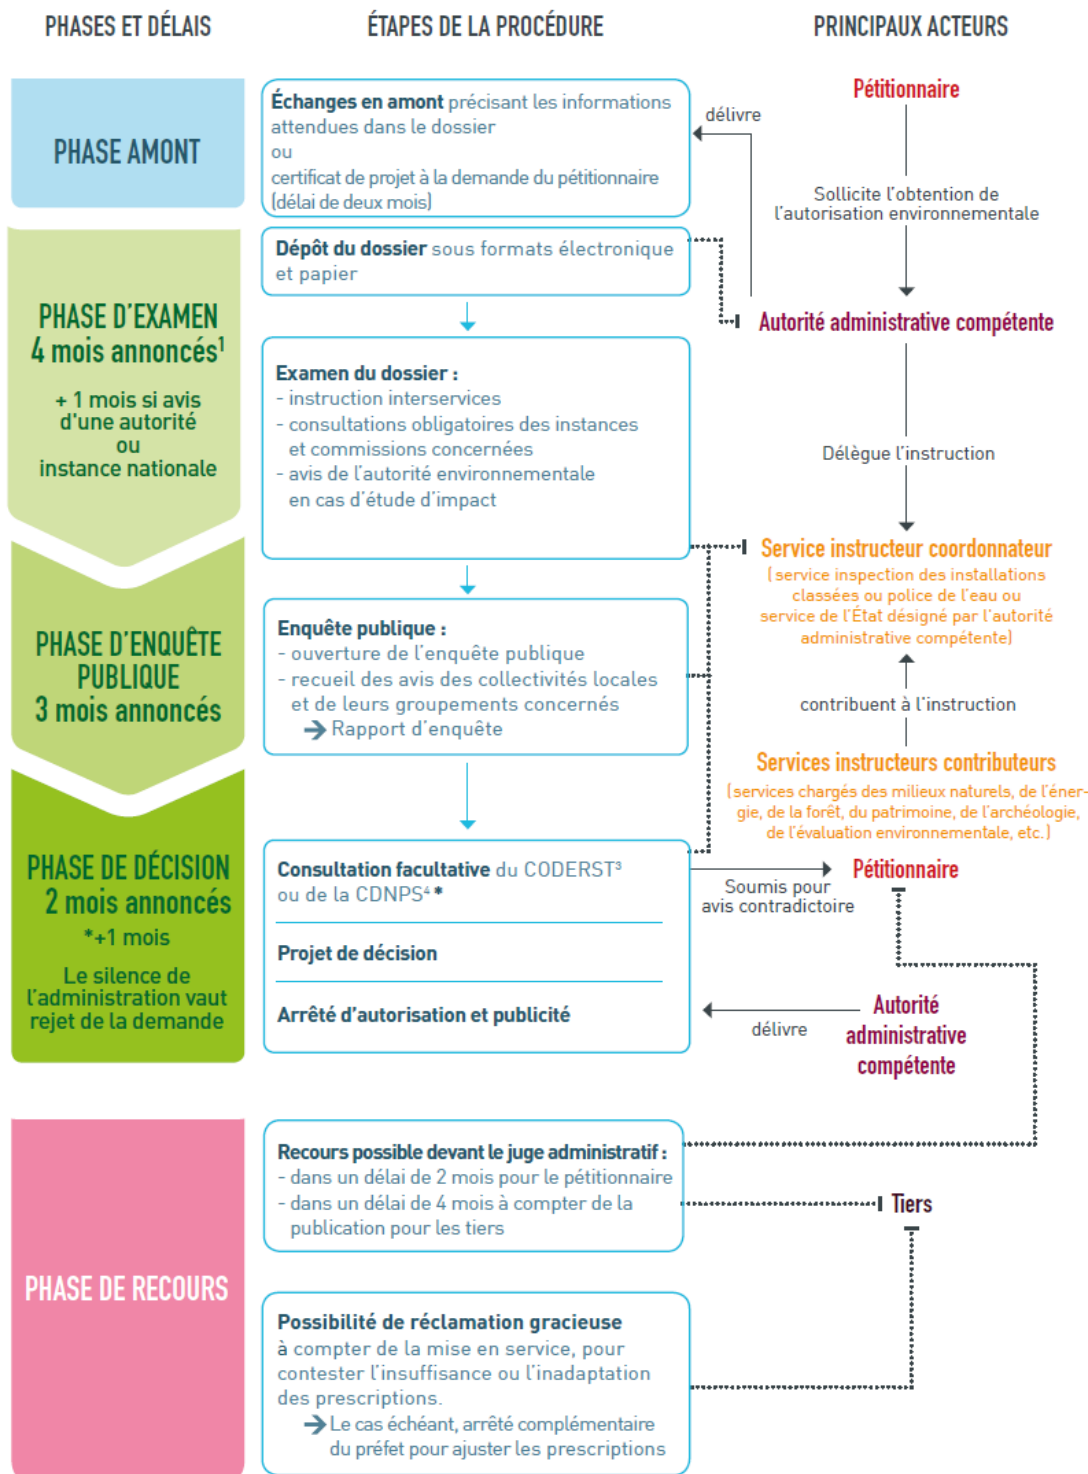 PHASES ET DÉLAIS
ÉTAPES DE LA PROCÉDURE
PRINCIPAUX ACTEURS
PHASE AMONT
Échanges en amont précisant les informations
attendues dans le dossier
ou
certificat de projet à la demande du pétitionnaire
(délai de deux mois)
délivre
Pétitionnaire
Sollicite l'obtention de
l'autorisation environnementale
PHASE D'EXAMEN
4 mois annoncés¹
+ 1 mois si avis
d'une autorité
ou
instance nationale
Dépôt du dossier sous formats électronique
et papier
Autorité administrative compétente
Examen du dossier :
- instruction interservices
- consultations obligatoires des instances
et commissions concernées
- avis de l'autorité environnementale
en cas d'étude d'impact
Délègue l'instruction
Service instructeur coordonnateur
( service inspection des installations
classées ou police de l'eau ou
service de l'État désigné par l'autorité
administrative compétente)
PHASE D'ENQUÊTE
PUBLIQUE
3 mois annoncés
Enquête publique :
- ouverture de l'enquête publique
- recueil des avis des collectivités locales
et de leurs groupements concernés
→ Rapport d'enquête
contribuent à l'instruction
Services instructeurs contributeurs
(services chargés des milieux naturels, de l'éner-
gie, de la forêt, du patrimoine, de l'archéologie,
de l'évaluation environnementale, etc.)
PHASE DE DÉCISION
2 mois annoncés
*+1 mois
Le silence de
l'administration vaut
rejet de la demande
Consultation facultative du CODERST³
ou de la CDNPS⁴ *
Projet de décision
Arrêté d'autorisation et publicité
Soumis pour
avis contradictoire
Pétitionnaire
délivre
Autorité
administrative
compétente
PHASE DE RECOURS
Recours possible devant le juge administratif :
- dans un délai de 2 mois pour le pétitionnaire
- dans un délai de 4 mois à compter de la
publication pour les tiers
Tiers
Possibilité de réclamation gracieuse
à compter de la mise en service, pour
contester l'insuffisance ou l'inadaptation
des prescriptions.
→ Le cas échéant, arrêté complémentaire
du préfet pour ajuster les prescriptions